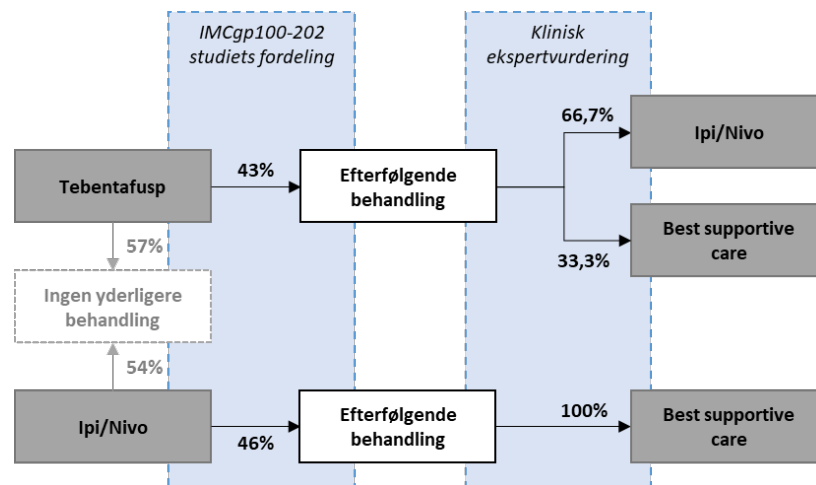 IMCgp100-202
studiets fordeling
Klinisk
ekspertvurdering
Tebentafusp
43%
Efterfølgende
behandling
66,7%
Ipi/Nivo
33,3%
Best supportive
care
57%
Ingen yderligere
behandling
54%
Ipi/Nivo
46%
Efterfølgende
behandling
100%
Best supportive
care